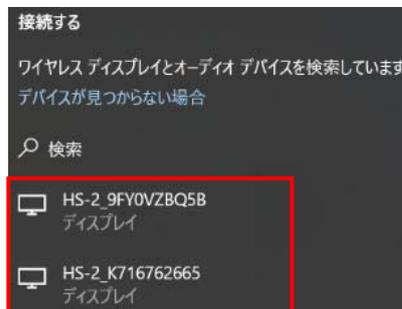 接続する
ワイヤレス ディスプレイとオーディオ デバイスを検索しています
デバイスが見つからない場合
検索
HS-2_9FY0VZBQ5B
ディスプレイ
HS-2_K716762665
ディスプレイ